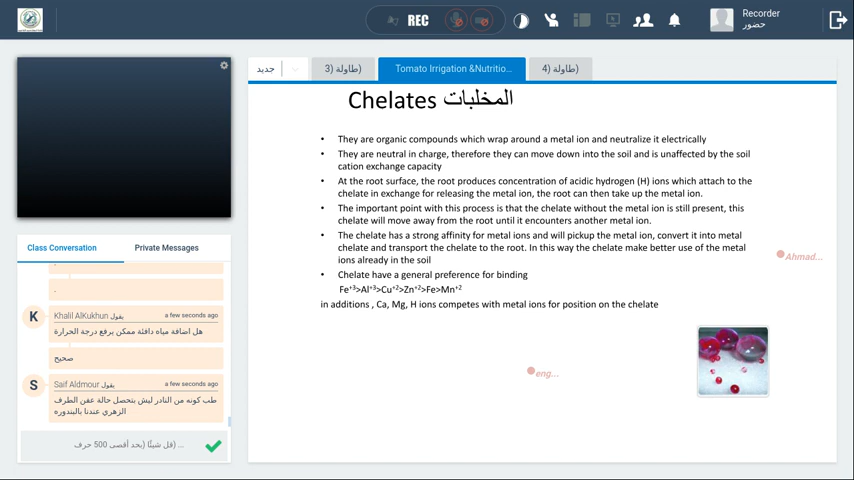 REC
Recorder
حضور
جديد
طاولة 3)
Tomato Irrigation &Nutritio...
طاولة 4)
Chelates المخلبات
• They are organic compounds which wrap around a metal ion and neutralize it electrically
• They are neutral in charge, therefore they can move down into the soil and is unaffected by the soil
cation exchange capacity
• At the root surface, the root produces concentration of acidic hydrogen (H) ions which attach to the
chelate in exchange for releasing the metal ion, the root can then take up the metal ion.
• The important point with this process is that the chelate without the metal ion is still present, this
chelate will move away from the root until it encounters another metal ion.
• The chelate has a strong affinity for metal ions and will pickup the metal ion, convert it into metal
chelate and transport the chelate to the root. In this way the chelate make better use of the metal
ions already in the soil
• Chelate have a general preference for binding
Fe+3>Al+3>Cu+2>Zn+2>Fe>Mn+2
in additions , Ca, Mg, H ions competes with metal ions for position on the chelate
Ahmad...
eng...
Class Conversation
Private Messages
.
K
Khalil AlKukhun يقول
a few seconds ago
هل اضافة مياه دافئة ممكن يرفع درجة الحرارة
صحيح
S
Saif Aldmour يقول
a few seconds ago
طب كونه من النادر ليش بتحصل حالة عفن الطرف
الزهري عندنا بالبندوره
قل شيئًا (بحد أقصى 500 حرف) ...